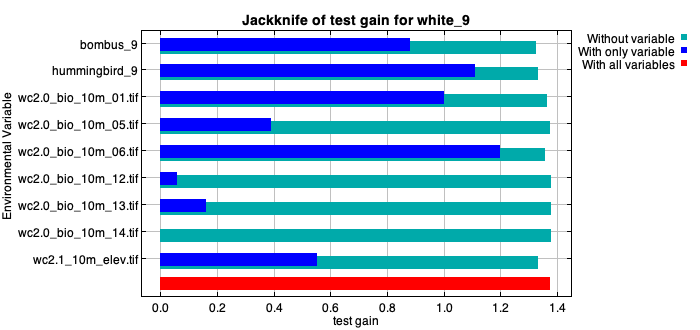 Jackknife of test gain for white_9
Without variable
With only variable
With all variables
Environmental Variable
bombus_9
hummingbird_9
wc2.0_bio_10m_01.tif
wc2.0_bio_10m_05.tif
wc2.0_bio_10m_06.tif
wc2.0_bio_10m_12.tif
wc2.0_bio_10m_13.tif
wc2.0_bio_10m_14.tif
wc2.1_10m_elev.tif
0.0 0.2 0.4 0.6 0.8 1.0 1.2 1.4
test gain